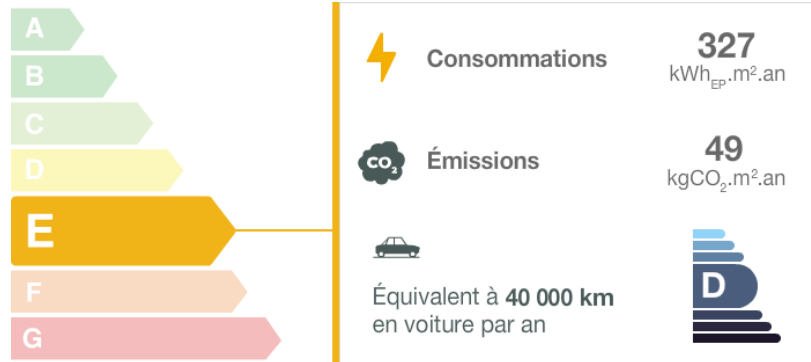 A
B
C
D
E
F
G
Consommations
327
kWhEP.m².an
CO2
Émissions
49
kgCO2.m².an
Équivalent à 40 000 km
en voiture par an
D